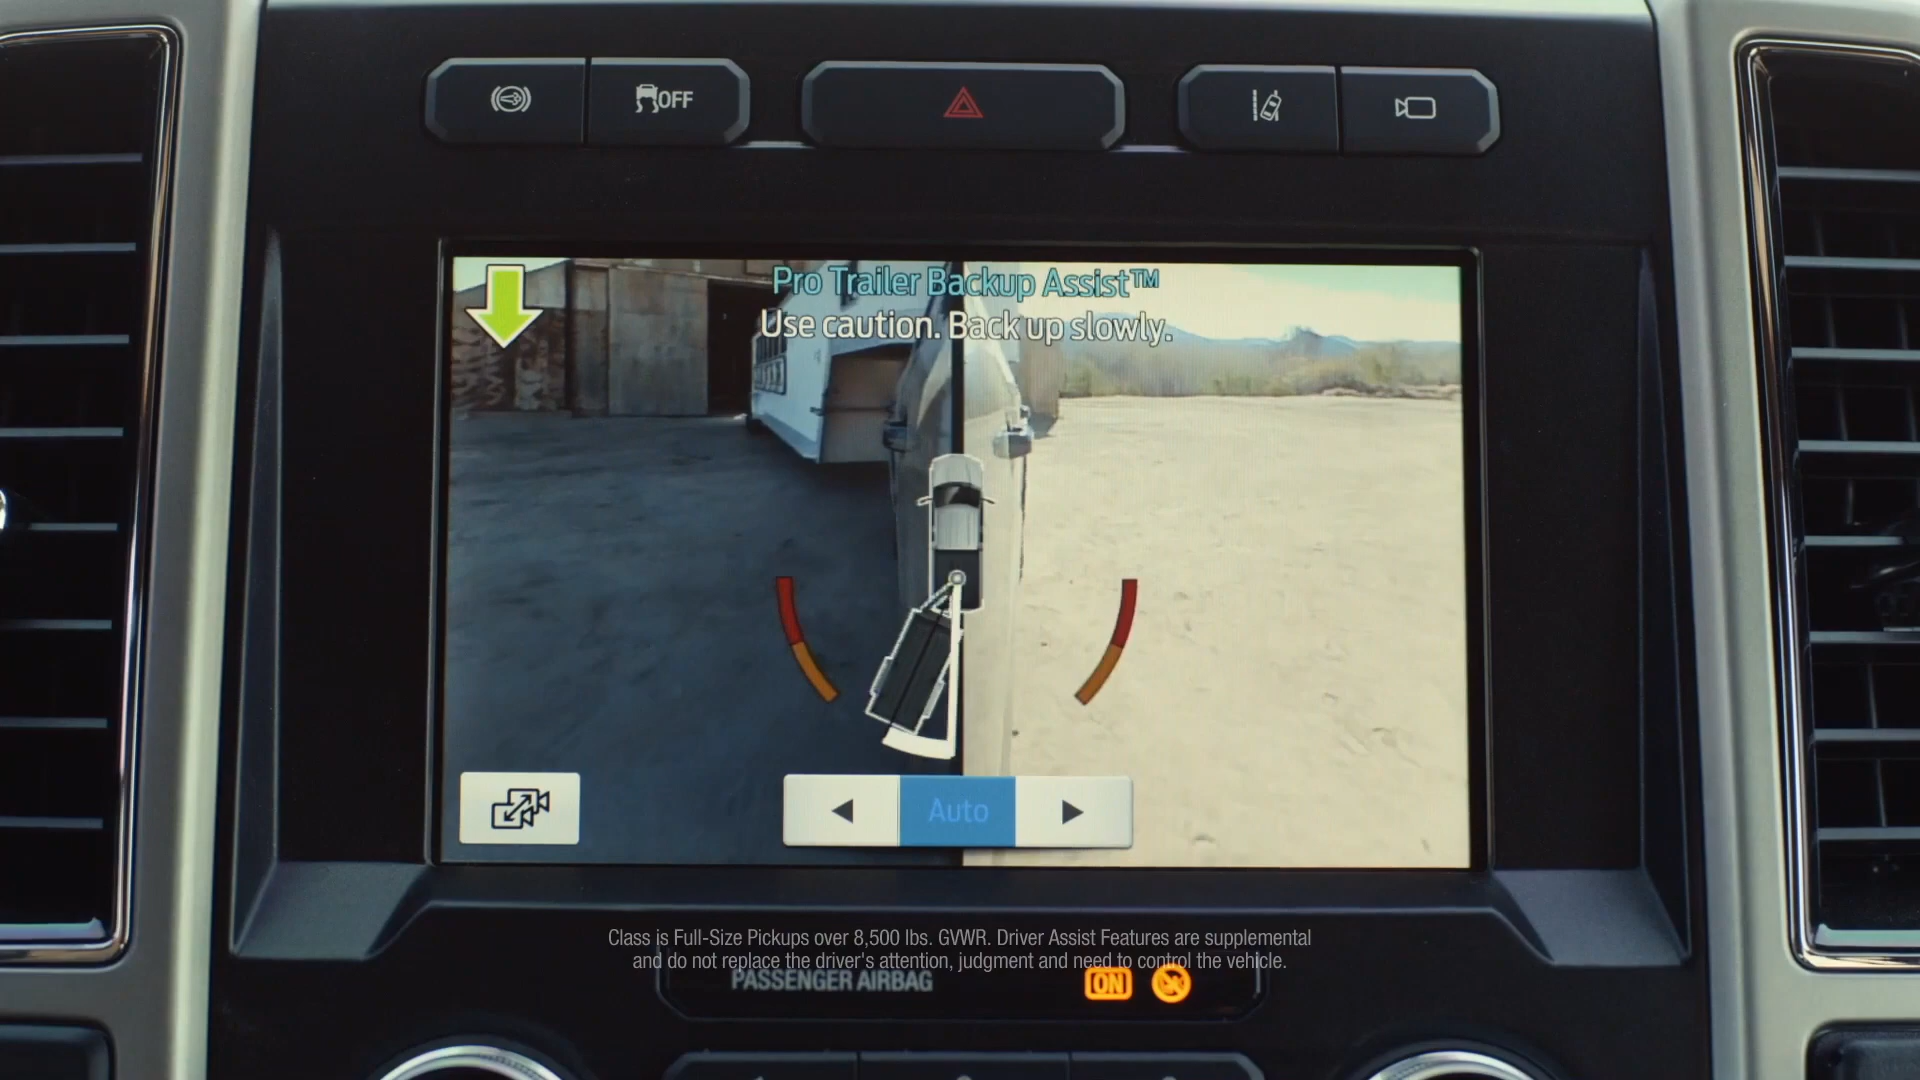 OFF
Pro Trailer Backup Assist™
Use caution. Back up slowly.
Auto
Class is Full-Size Pickups over 8,500 lbs. GVWR. Driver Assist Features are supplemental
and do not replace the driver's attention, judgment and need to control the vehicle.
PASSENGER AIRBAG ON